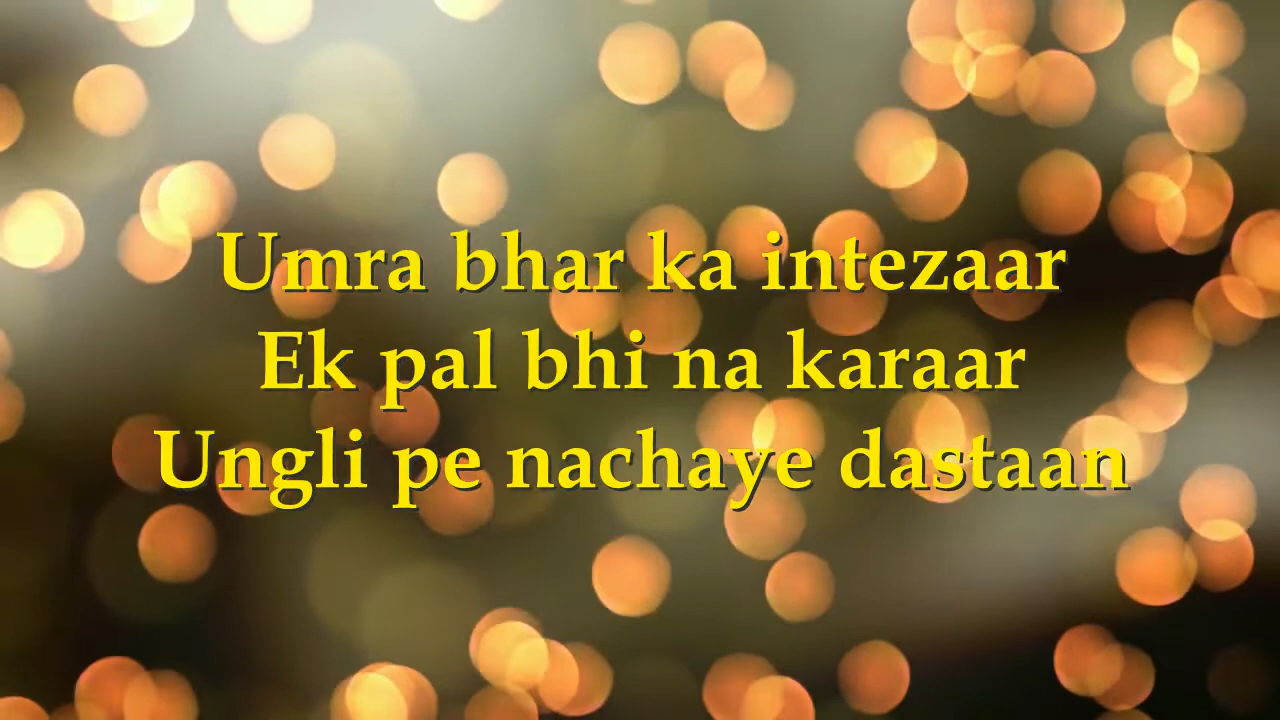 Umra bhar ka intezaar
Ek pal bhi na karaar
Ungli pe nachaye dastaan